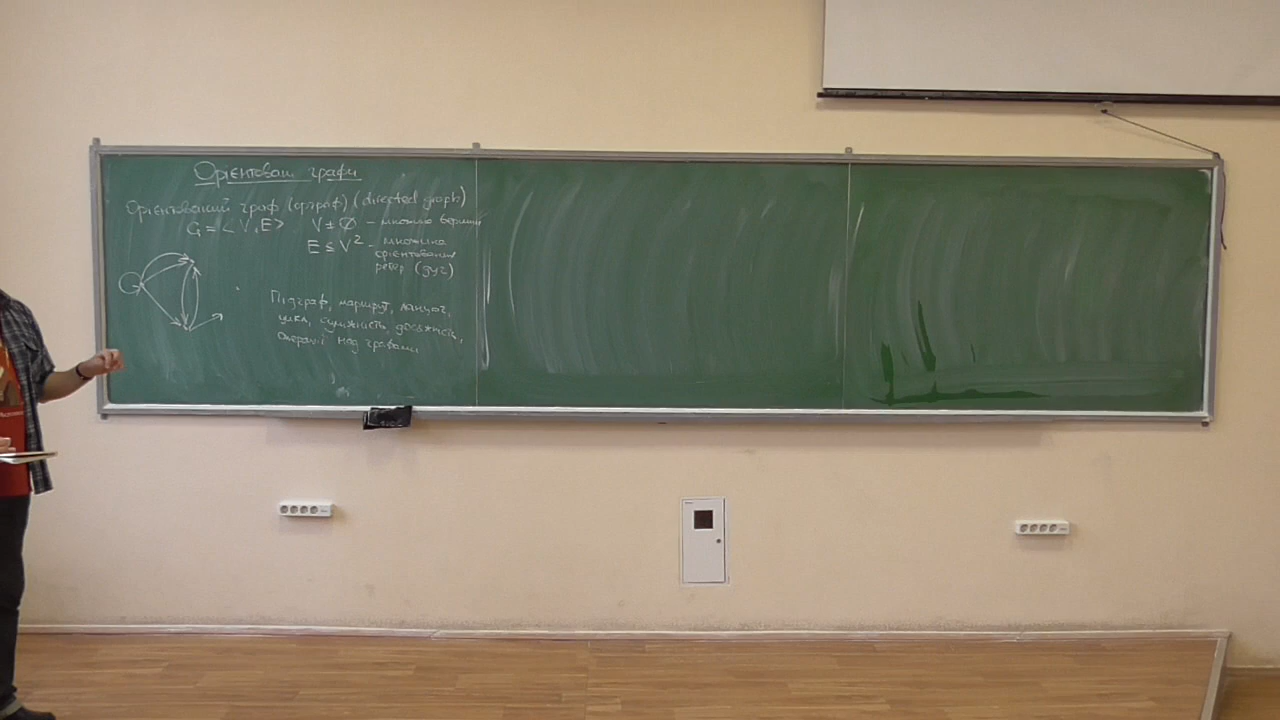 Орієнтовані графи
Орієнтований граф (орграф) (directed graph)
G = < V, E > V ≠ ∅ - множина вершин
E ⊆ V² - множина
орієнтованих
ребер (дуг)
Підграф, маршрут, ланцюг,
цикл, суміжність, досяжність,
Операції над графами